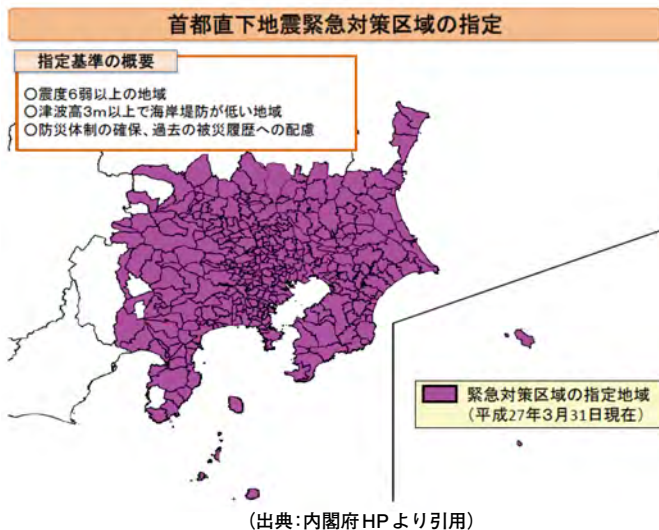 首都直下地震緊急対策区域の指定
指定基準の概要
○震度6弱以上の地域
○津波高3m以上で海岸堤防が低い地域
○防災体制の確保、過去の被災履歴への配慮
緊急対策区域の指定地域
（平成27年3月31日現在）
（出典：内閣府HPより引用）